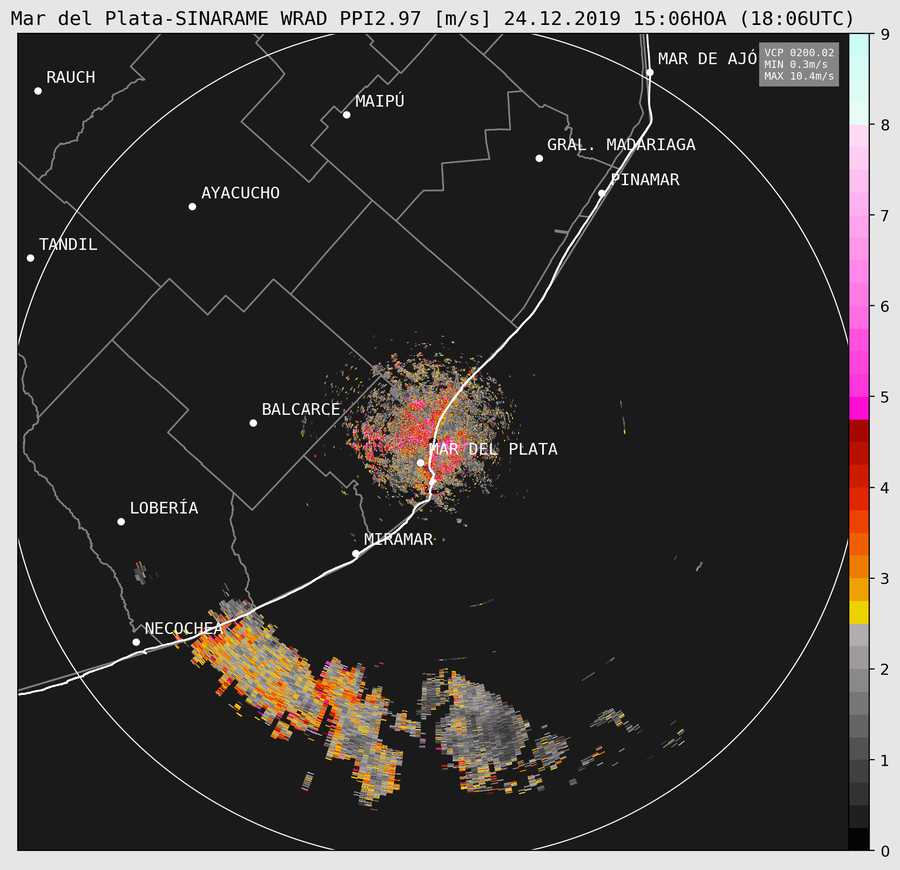 Mar del Plata-SINARAME WRAD PPI2.97 [m/s] 24.12.2019 15:06HOA (18:06UTC)
VCP 0200.02
MIN 0.3m/s
MAX 10.4m/s
MAR DE AJÓ
RAUCH
MAIPÚ
GRAL. MADARIAGA
PINAMAR
AYACUCHO
TANDIL
BALCARCE
MAR DEL PLATA
LOBERÍA
MIRAMAR
NECOCHEA
9
8
7
6
5
4
3
2
1
0